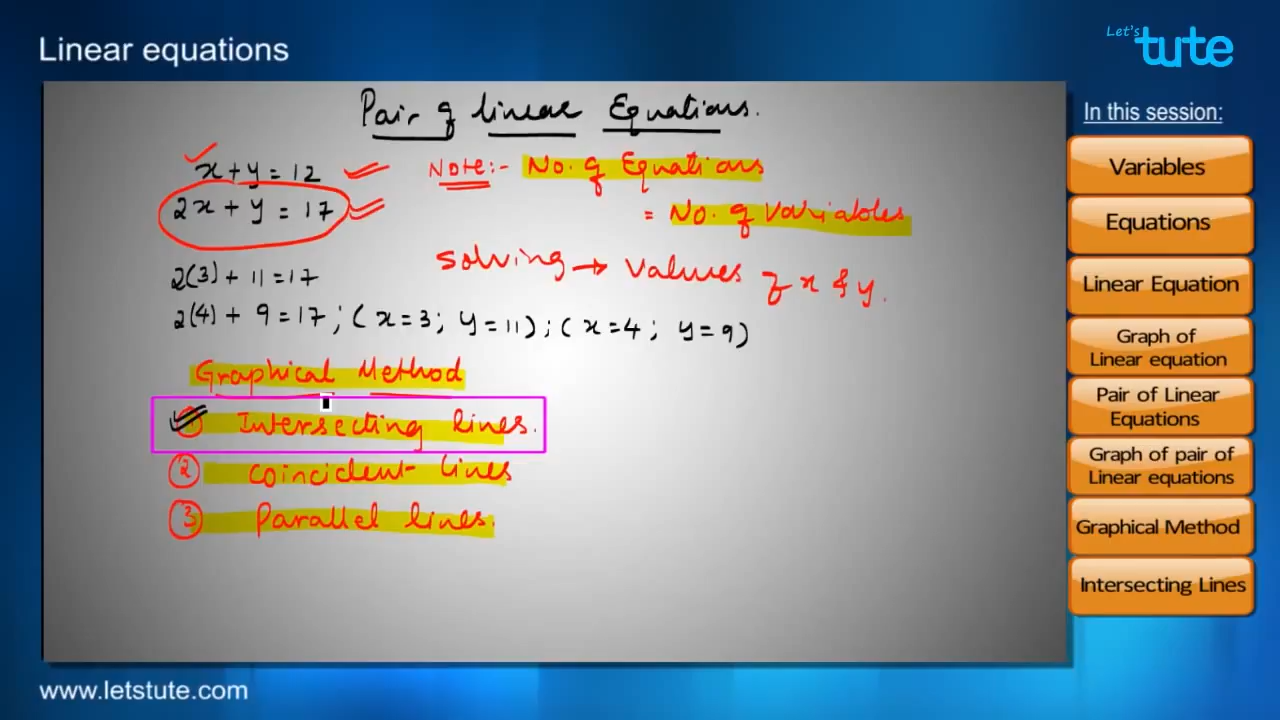 Linear equations
Let's
tute
Pair of linear Equations.
x + y = 12
2x + y = 17
Note:- No. of Equations
= No. of variables
Solving → Values of x & y.
2(3) + 11 = 17
2(4) + 9 = 17 ; (x = 3 ; y = 11) ; (x = 4 ; y = 9)
Graphical Method
① Intersecting lines.
② Coincident lines
③ Parallel lines.
In this session:
Variables
Equations
Linear Equation
Graph of
Linear equation
Pair of Linear
Equations
Graph of pair of
Linear equations
Graphical Method
Intersecting Lines
www.letstute.com